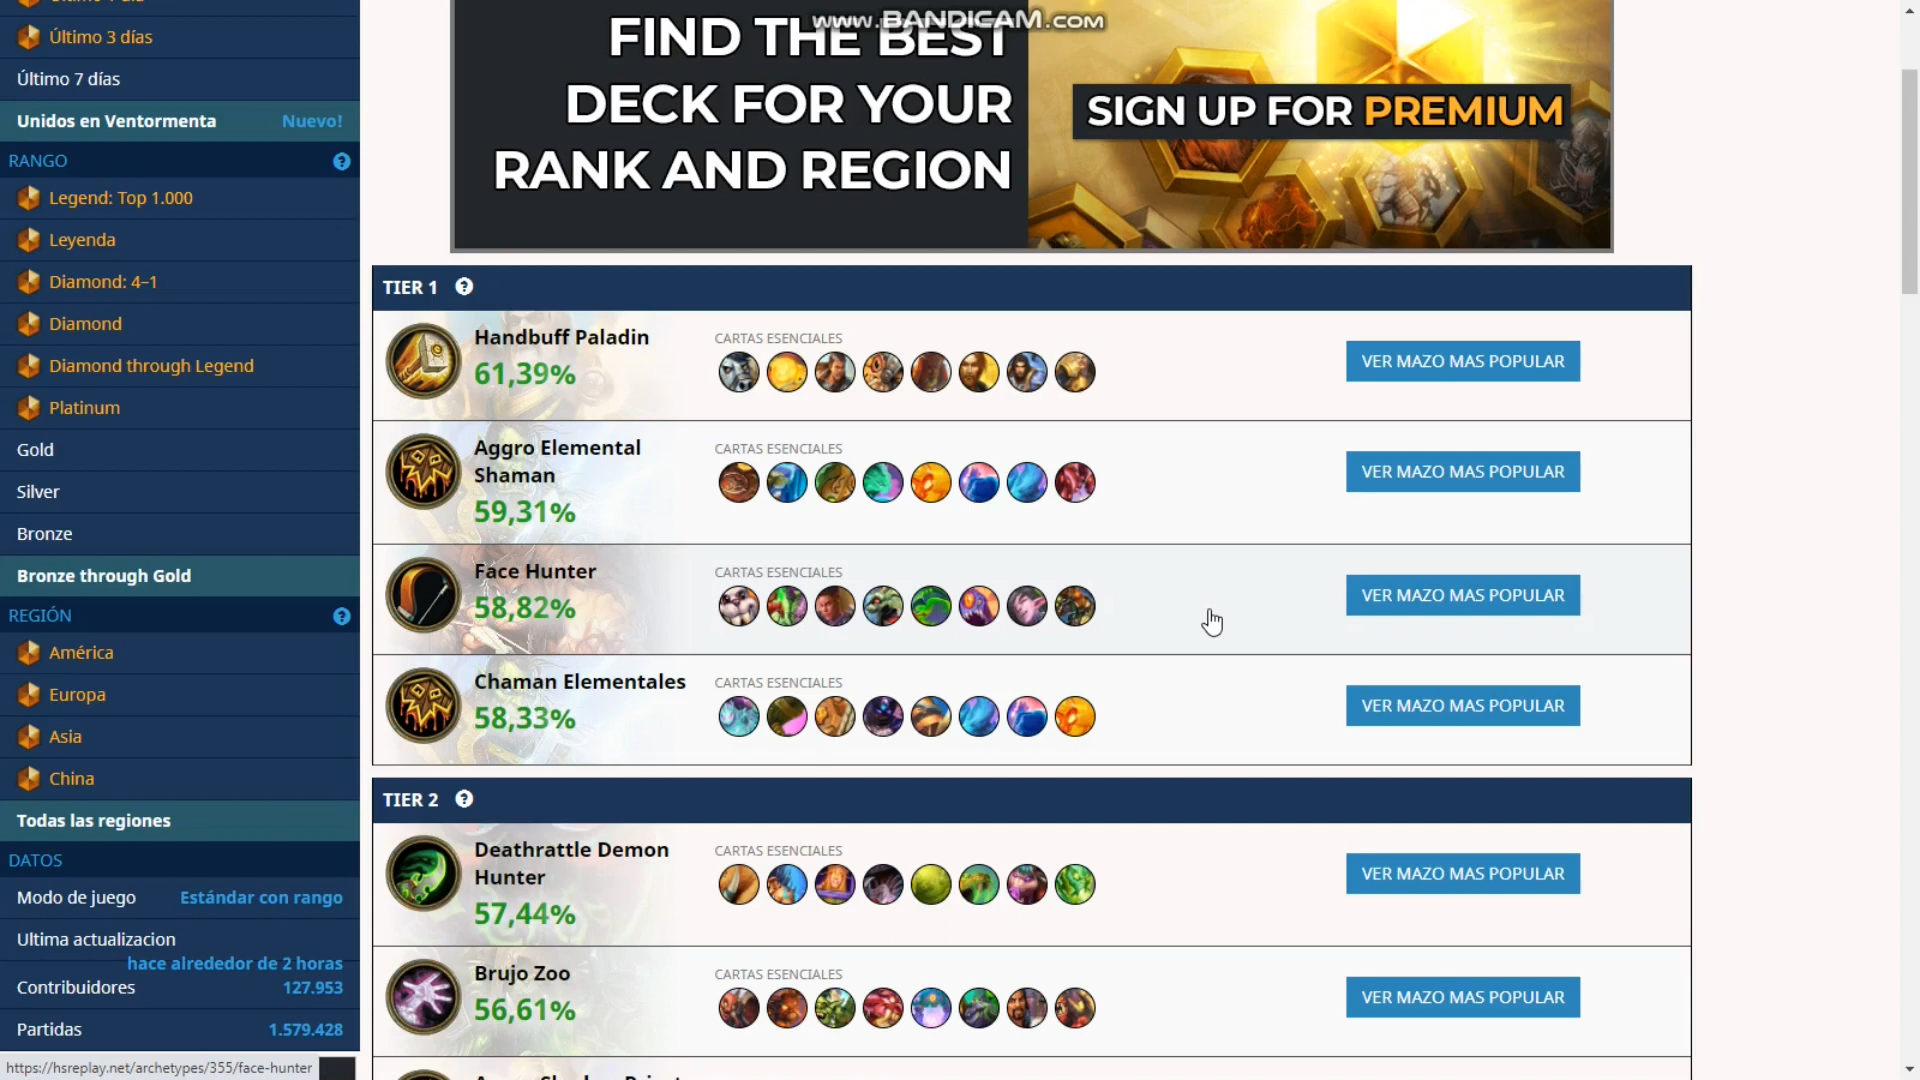 Último 3 días
Último 7 días
Unidos en Ventormenta Nuevo!
RANGO ?
Legend: Top 1.000
Leyenda
Diamond: 4–1
Diamond
Diamond through Legend
Platinum
Gold
Silver
Bronze
Bronze through Gold
REGIÓN ?
América
Europa
Asia
China
Todas las regiones
DATOS
Modo de juego Estándar con rango
Ultima actualizacion
hace alrededor de 2 horas
Contribuidores 127.953
Partidas 1.579.428
https://hsreplay.net/archetypes/355/face-hunter
www.BANDICAM.com
FIND THE BEST
DECK FOR YOUR
RANK AND REGION
SIGN UP FOR PREMIUM
TIER 1 ?
Handbuff Paladin
61,39%
CARTAS ESENCIALES
VER MAZO MAS POPULAR
Aggro Elemental
Shaman
59,31%
CARTAS ESENCIALES
VER MAZO MAS POPULAR
Face Hunter
58,82%
CARTAS ESENCIALES
VER MAZO MAS POPULAR
Chaman Elementales
58,33%
CARTAS ESENCIALES
VER MAZO MAS POPULAR
TIER 2 ?
Deathrattle Demon
Hunter
57,44%
CARTAS ESENCIALES
VER MAZO MAS POPULAR
Brujo Zoo
56,61%
CARTAS ESENCIALES
VER MAZO MAS POPULAR